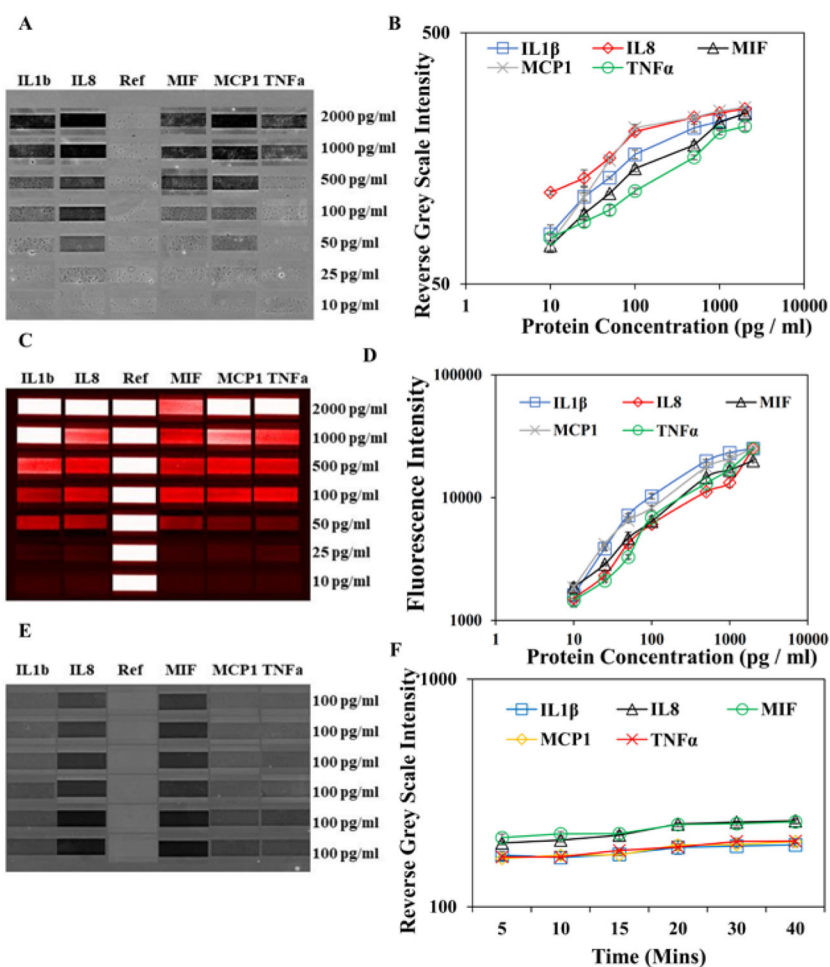 A
IL1b IL8 Ref MIF MCP1 TNFa
2000 pg/ml
1000 pg/ml
500 pg/ml
100 pg/ml
50 pg/ml
25 pg/ml
10 pg/ml
B
500
50
Reverse Grey Scale Intensity
IL1β IL8 MIF
MCP1 TNFα
1 10 100 1000 10000
Protein Concentration (pg / ml)
C
IL1b IL8 Ref MIF MCP1 TNFa
2000 pg/ml
1000 pg/ml
500 pg/ml
100 pg/ml
50 pg/ml
25 pg/ml
10 pg/ml
D
100000
10000
1000
Fluorescence Intensity
IL1β IL8 MIF
MCP1 TNFα
1 10 100 1000 10000
Protein Concentration (pg / ml)
E
IL1b IL8 Ref MIF MCP1 TNFa
100 pg/ml
100 pg/ml
100 pg/ml
100 pg/ml
100 pg/ml
100 pg/ml
F
1000
100
Reverse Grey Scale Intensity
IL1β IL8 MIF
MCP1 TNFα
5 10 15 20 30 40
Time (Mins)